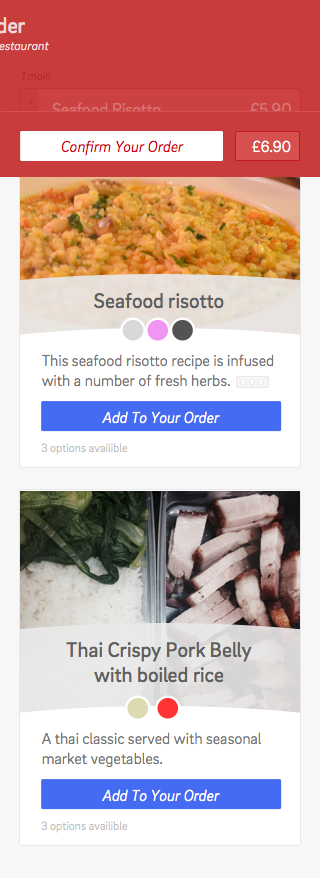 der
estaurant
1 main
Seafood Risotto £5.90
Confirm Your Order £6.90
Seafood risotto
This seafood risotto recipe is infused
with a number of fresh herbs.
Add To Your Order
3 options availible
Thai Crispy Pork Belly
with boiled rice
A thai classic served with seasonal
market vegetables.
Add To Your Order
3 options availible